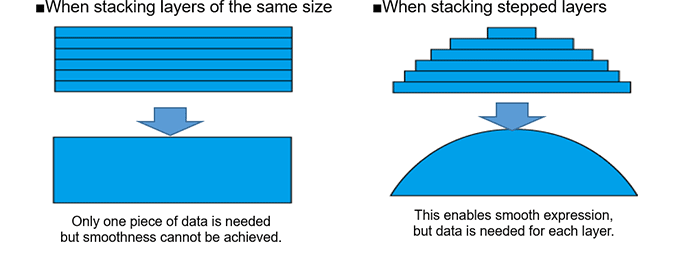 ■When stacking layers of the same size
■When stacking stepped layers
Only one piece of data is needed
but smoothness cannot be achieved.
This enables smooth expression,
but data is needed for each layer.